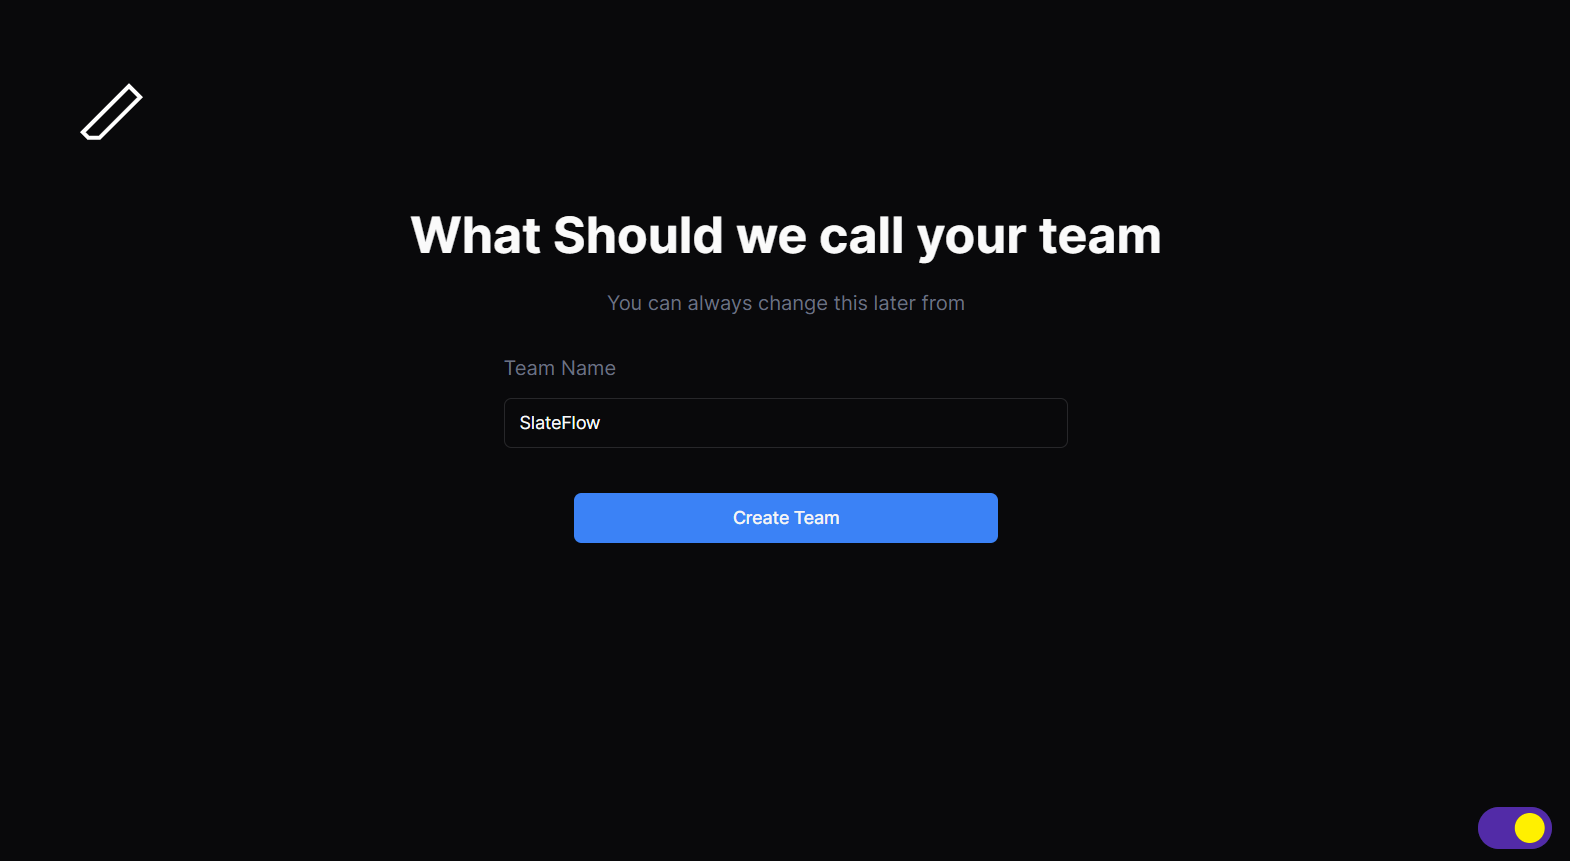 What Should we call your team
You can always change this later from
Team Name
SlateFlow
Create Team